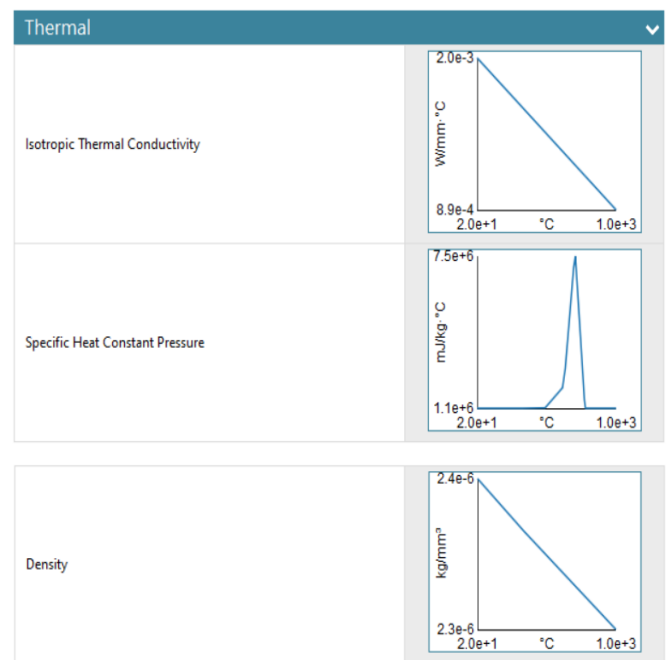 Thermal
Isotropic Thermal Conductivity
2.0e-3
W/mm·°C
8.9e-4
2.0e+1 °C 1.0e+3
Specific Heat Constant Pressure
7.5e+6
mJ/kg·°C
1.1e+6
2.0e+1 °C 1.0e+3
Density
2.4e-6
kg/mm³
2.3e-6
2.0e+1 °C 1.0e+3